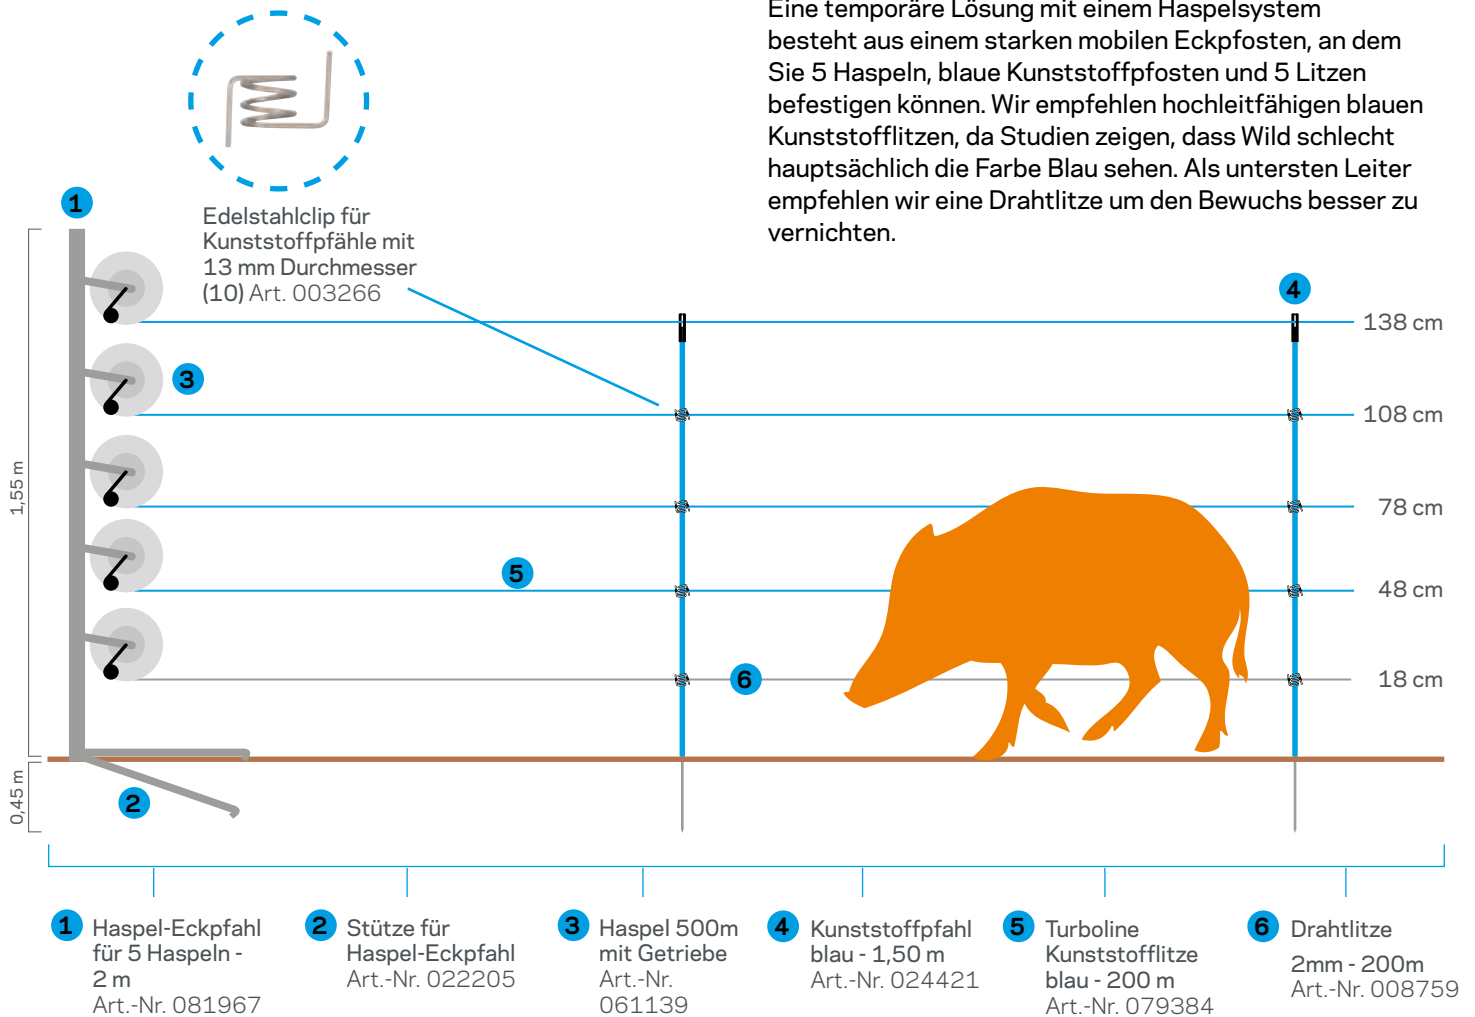 Eine temporäre Lösung mit einem Haspelsystem
besteht aus einem starken mobilen Eckpfosten, an dem
Sie 5 Haspeln, blaue Kunststoffpfosten und 5 Litzen
befestigen können. Wir empfehlen hochleitfähigen blauen
Kunststofflitzen, da Studien zeigen, dass Wild schlecht
hauptsächlich die Farbe Blau sehen. Als untersten Leiter
empfehlen wir eine Drahtlitze um den Bewuchs besser zu
vernichten.
1
Edelstahlclip für
Kunststoffpfähle mit
13 mm Durchmesser
(10) Art. 003266
4
138 cm
3
108 cm
1,55 m
78 cm
5
48 cm
6
18 cm
0,45 m
2
1 Haspel-Eckpfahl
für 5 Haspeln -
2 m
Art.-Nr. 081967
2 Stütze für
Haspel-Eckpfahl
Art.-Nr. 022205
3 Haspel 500m
mit Getriebe
Art.-Nr.
061139
4 Kunststoffpfahl
blau - 1,50 m
Art.-Nr. 024421
5 Turboline
Kunststofflitze
blau - 200 m
Art.-Nr. 079384
6 Drahtlitze
2mm - 200m
Art.-Nr. 008759